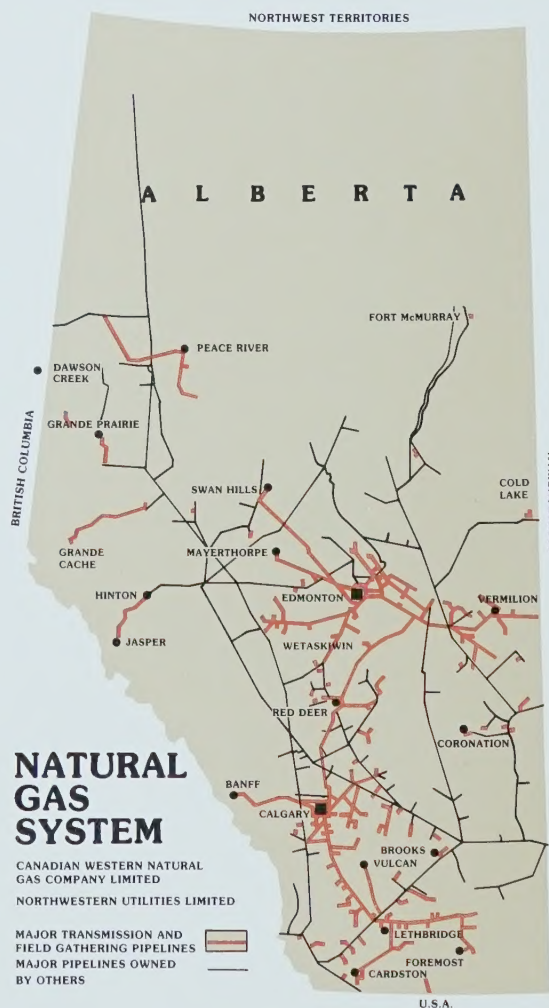 NORTHWEST TERRITORIES
ALBERTA
FORT McMURRAY
PEACE RIVER
DAWSON
CREEK
GRANDE PRAIRIE
BRITISH COLUMBIA
SWAN HILLS
COLD
LAKE
GRANDE
CACHE
MAYERTHORPE
HINTON
EDMONTON
VERMILION
JASPER
WETASKIWIN
RED DEER
CORONATION
NATURAL
GAS
SYSTEM
BANFF
CALGARY
BROOKS
VULCAN
CANADIAN WESTERN NATURAL
GAS COMPANY LIMITED
NORTHWESTERN UTILITIES LIMITED
MAJOR TRANSMISSION AND
FIELD GATHERING PIPELINES
MAJOR PIPELINES OWNED
BY OTHERS
LETHBRIDGE
FOREMOST
CARDSTON
U.S.A.